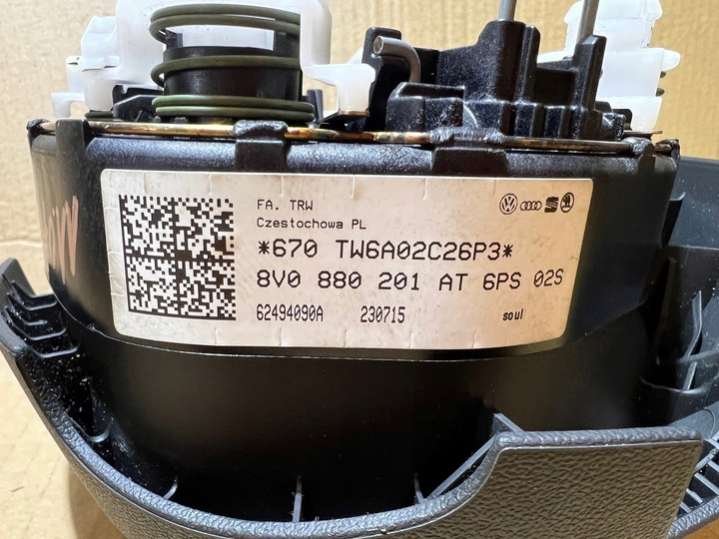 FA. TRW
Czestochowa PL
*670 TW6A02C26P3*
8V0 880 201 AT 6PS 02S
62494090A 230715 soul